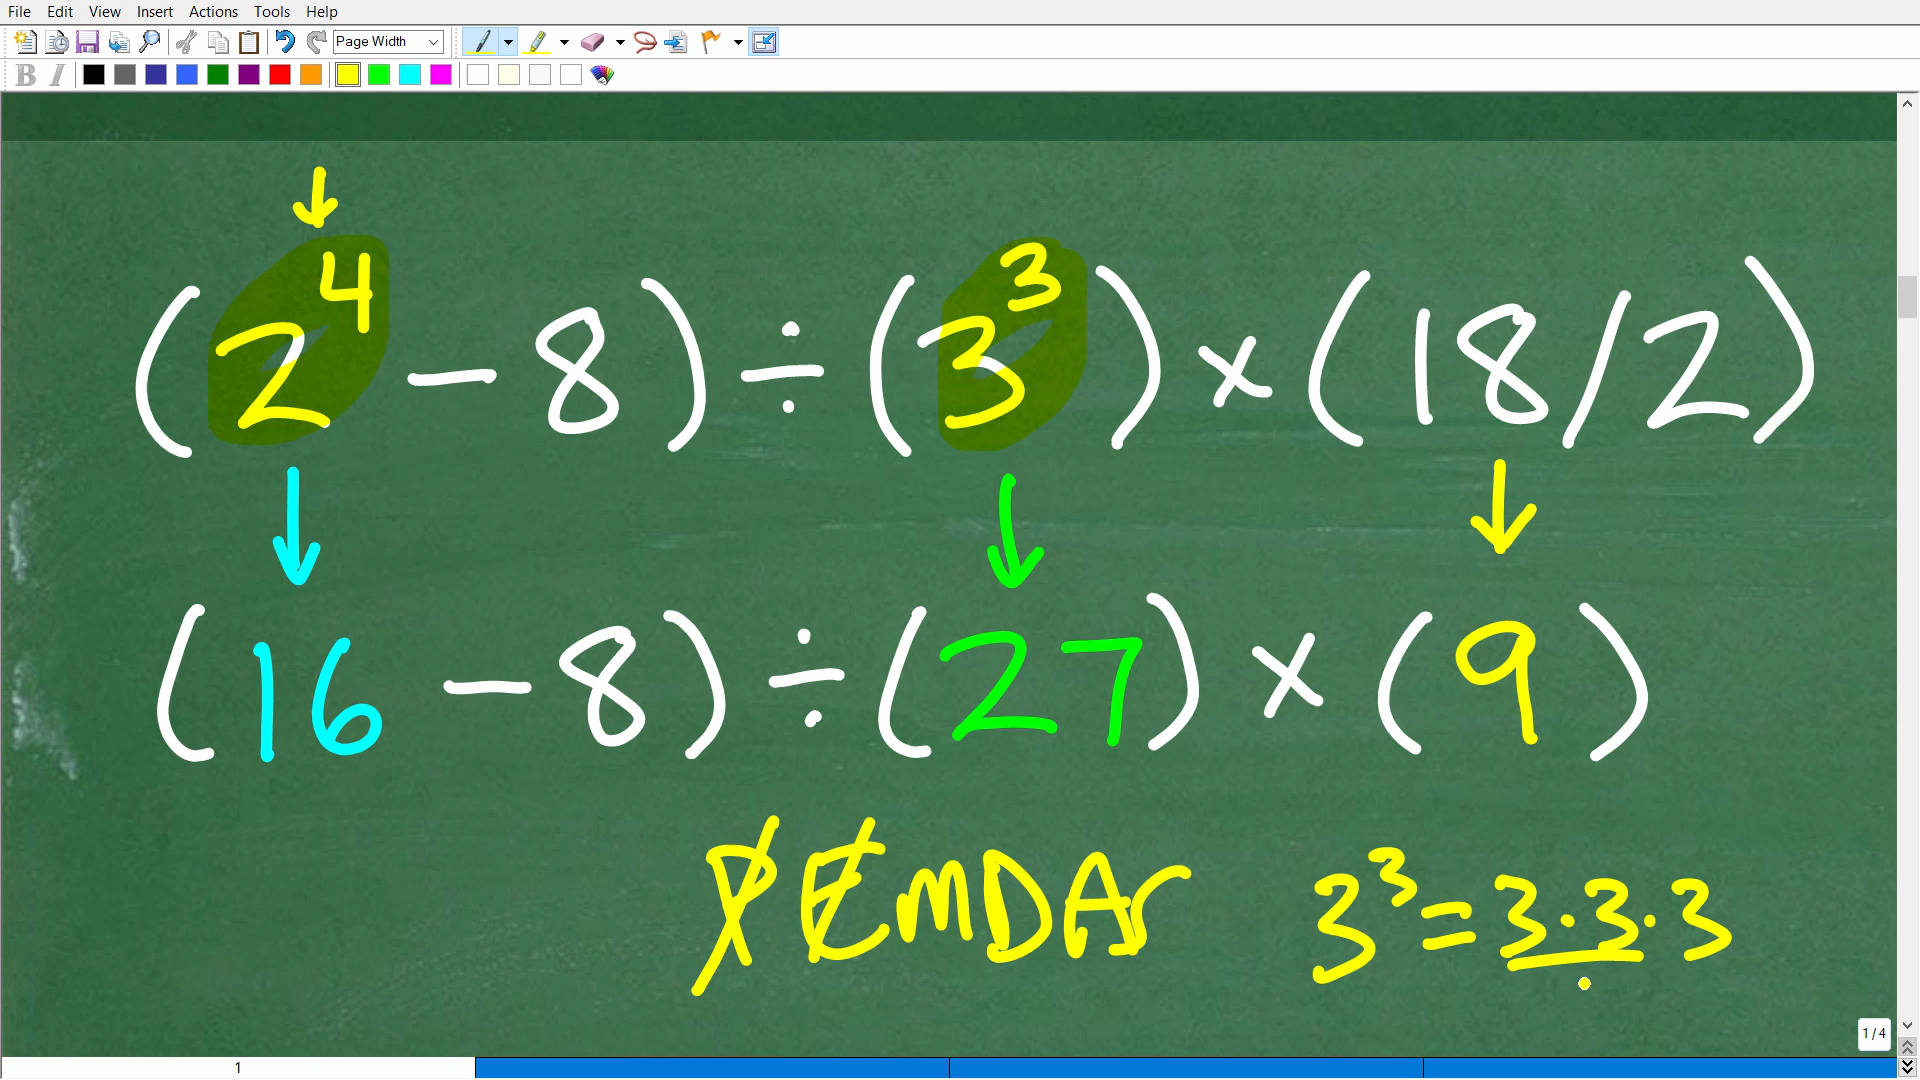 File Edit View Insert Actions Tools Help
Page Width
B I
(2⁴ − 8) ÷ (3³) × (18/2)
(16 − 8) ÷ (27) × (9)
PEMDAS 3³ = 3·3·3
1 / 4
1